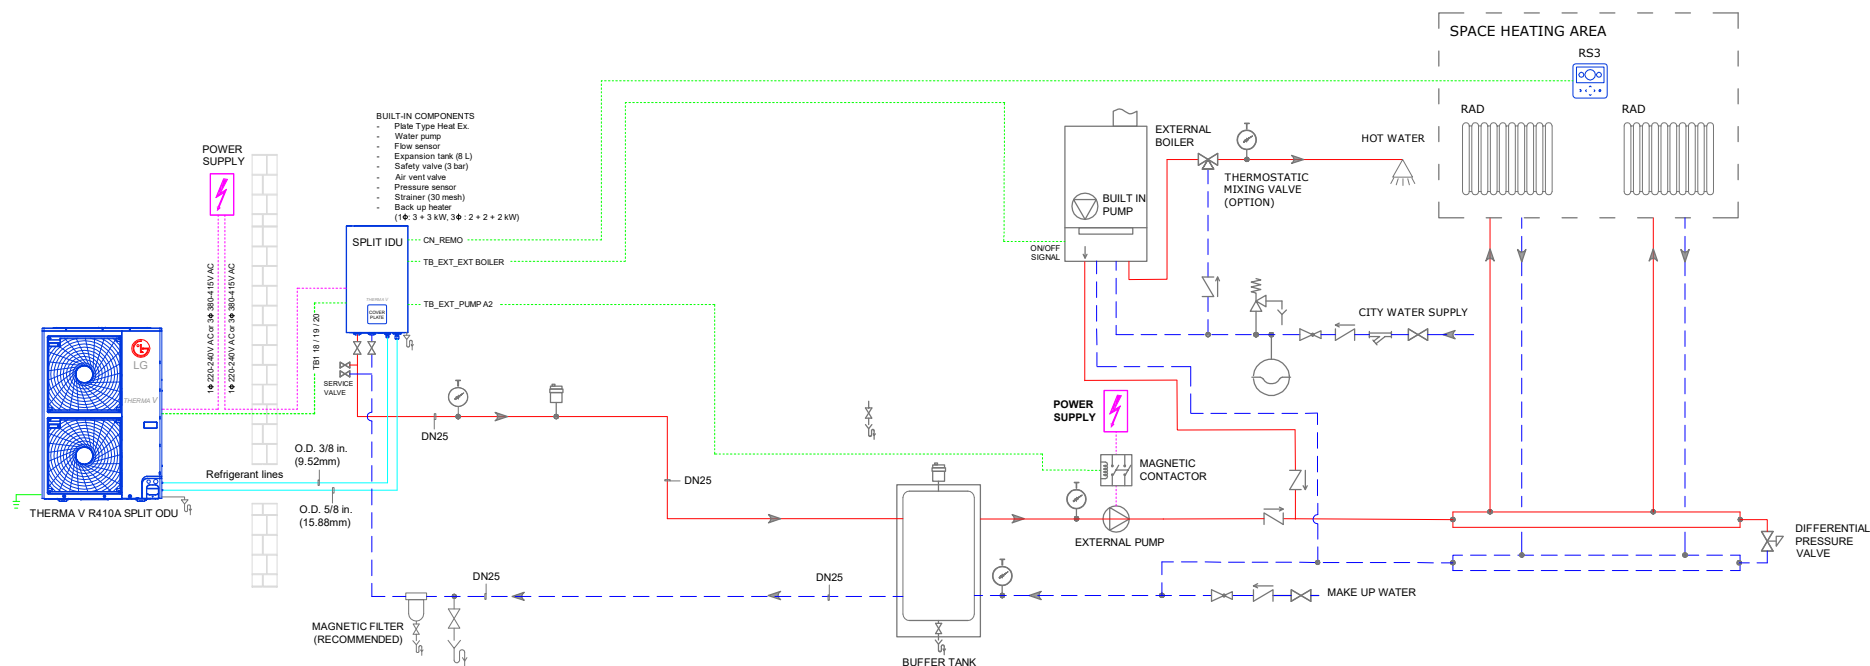 SPACE HEATING AREA
RS3
RAD
RAD
BUILT-IN COMPONENTS
- Plate Type Heat Ex.
- Water pump
- Flow sensor
- Expansion tank (8 L)
- Safety valve (3 bar)
- Air vent valve
- Pressure sensor
- Strainer (30 mesh)
- Back up heater
(1Φ: 3 + 3 kW, 3Φ : 2 + 2 + 2 kW)
POWER
SUPPLY
EXTERNAL
BOILER
HOT WATER
THERMOSTATIC
MIXING VALVE
(OPTION)
BUILT IN
PUMP
ON/OFF
SIGNAL
SPLIT IDU
CN_REMO
TB_EXT_EXT BOILER
TB_EXT_PUMP A2
THERMA V
COVER
PLATE
1Φ 220-240V AC or 3Φ 380-415V AC
1Φ 220-240V AC or 3Φ 380-415V AC
TB1 18 / 19 / 20
CITY WATER SUPPLY
LG
THERMA V
SERVICE
VALVE
DN25
POWER
SUPPLY
MAGNETIC
CONTACTOR
O.D. 3/8 in.
(9.52mm)
Refrigerant lines
O.D. 5/8 in.
(15.88mm)
THERMA V R410A SPLIT ODU
DN25
EXTERNAL PUMP
DIFFERENTIAL
PRESSURE
VALVE
DN25
DN25
MAKE UP WATER
MAGNETIC FILTER
(RECOMMENDED)
BUFFER TANK
T
T
T
T